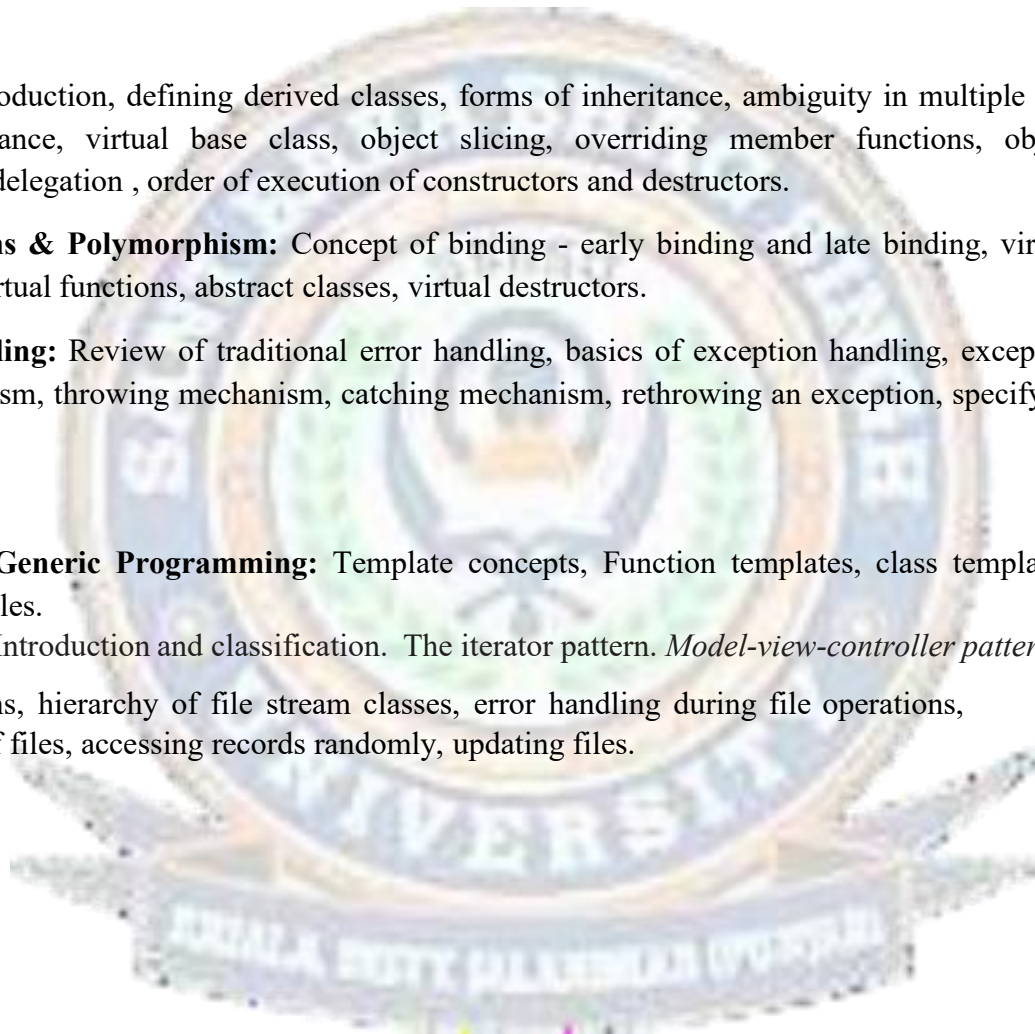 oduction, defining derived classes, forms of inheritance, ambiguity in multiple
ance, virtual base class, object slicing, overriding member functions, obj
delegation , order of execution of constructors and destructors.
ns & Polymorphism: Concept of binding - early binding and late binding, vir
rtual functions, abstract classes, virtual destructors.
ling: Review of traditional error handling, basics of exception handling, excep
sm, throwing mechanism, catching mechanism, rethrowing an exception, specify
Generic Programming: Template concepts, Function templates, class templa
les.
Introduction and classification. The iterator pattern. Model-view-controller patter
ns, hierarchy of file stream classes, error handling during file operations,
f files, accessing records randomly, updating files.
SINGH
UNIVERSITY